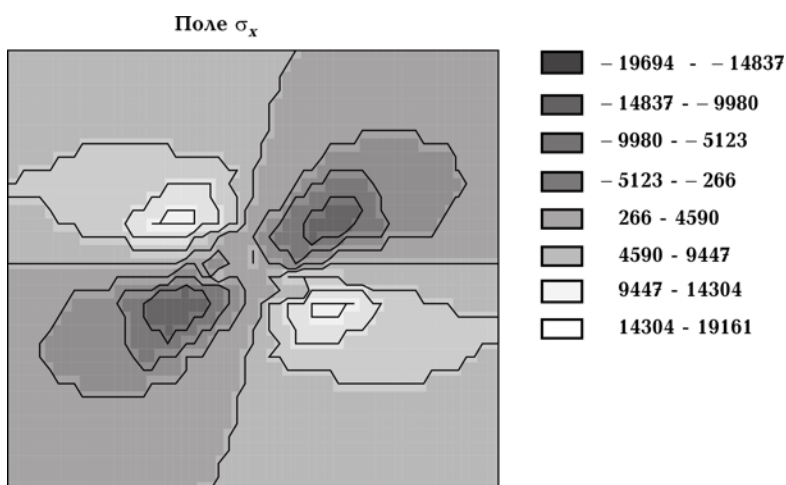 Поле σₓ
– 19694 - – 14837
– 14837 - – 9980
– 9980 - – 5123
– 5123 - – 266
266 - 4590
4590 - 9447
9447 - 14304
14304 - 19161